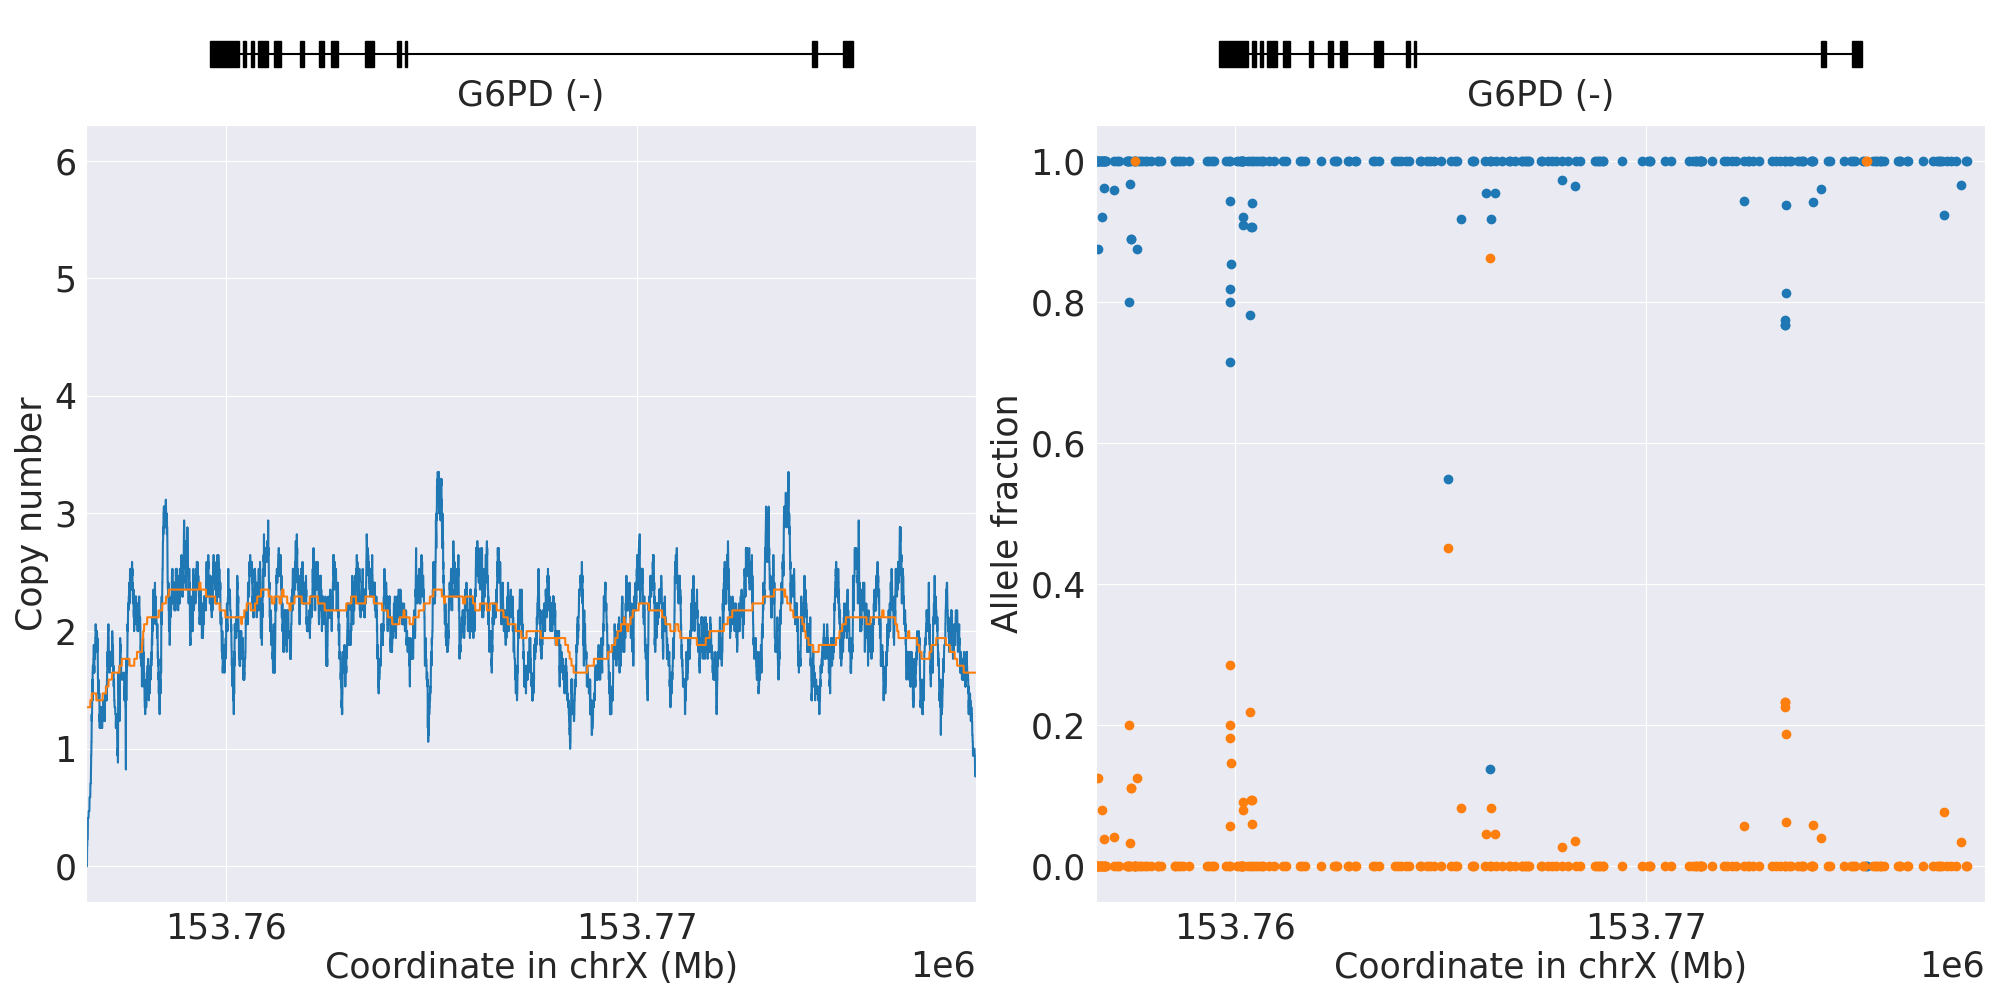 G6PD (-)
6
5
4
3
2
1
0
Copy number
153.76
153.77
Coordinate in chrX (Mb)
1e6
G6PD (-)
1.0
0.8
0.6
0.4
0.2
0.0
Allele fraction
153.76
153.77
Coordinate in chrX (Mb)
1e6